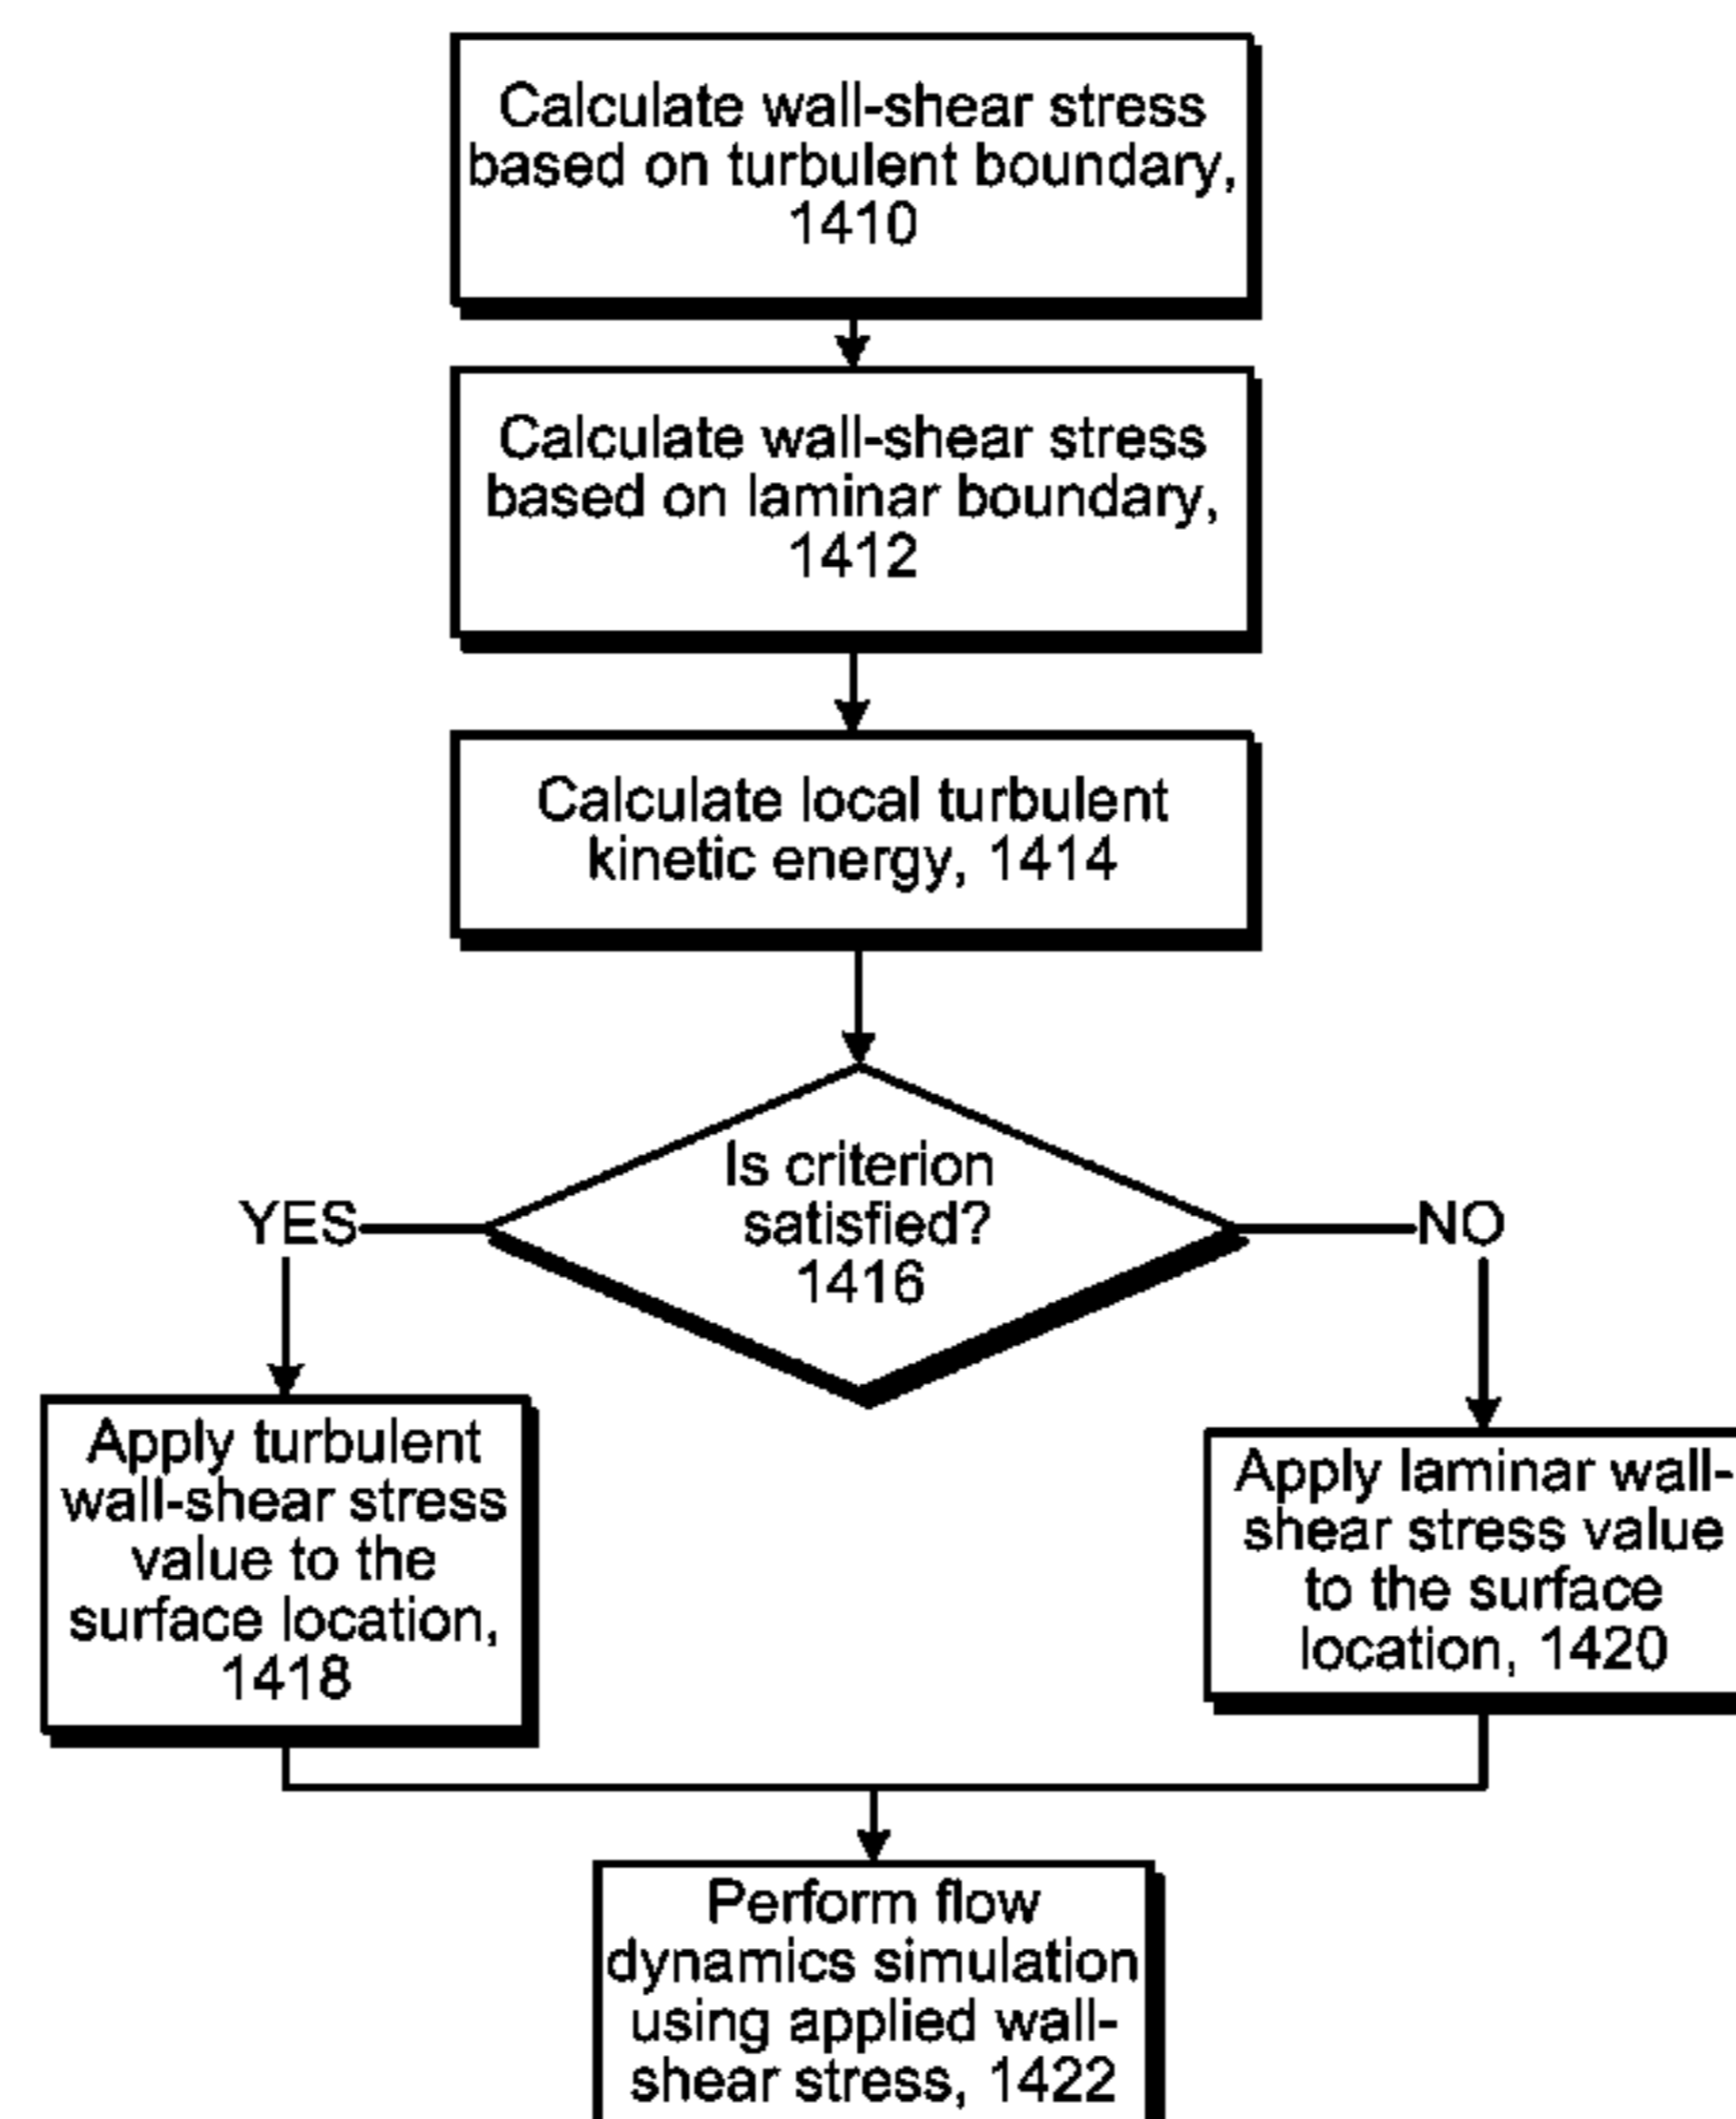 Calculate wall-shear stress
based on turbulent boundary,
1410
Calculate wall-shear stress
based on laminar boundary,
1412
Calculate local turbulent
kinetic energy, 1414
Is criterion
satisfied?
1416
YES
NO
Apply turbulent
wall-shear stress
value to the
surface location,
1418
Apply laminar wall-
shear stress value
to the surface
location, 1420
Perform flow
dynamics simulation
using applied wall-
shear stress, 1422